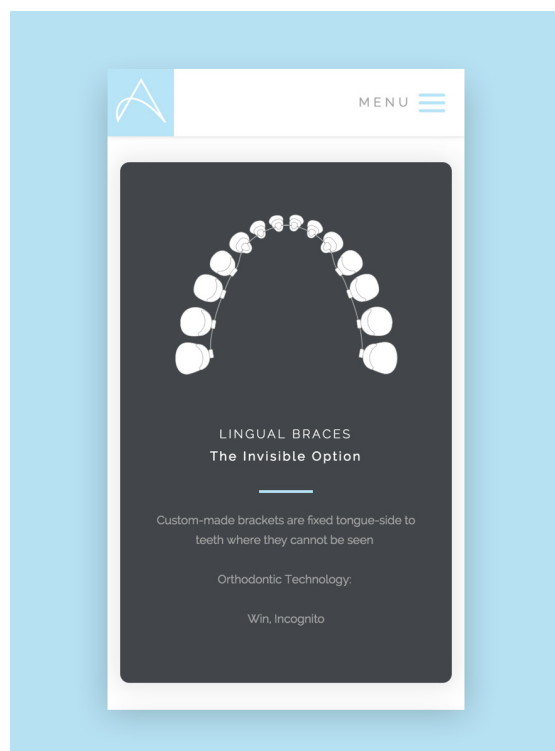 MENU
LINGUAL BRACES
The Invisible Option
Custom-made brackets are fixed tongue-side to
teeth where they cannot be seen
Orthodontic Technology:
Win, Incognito